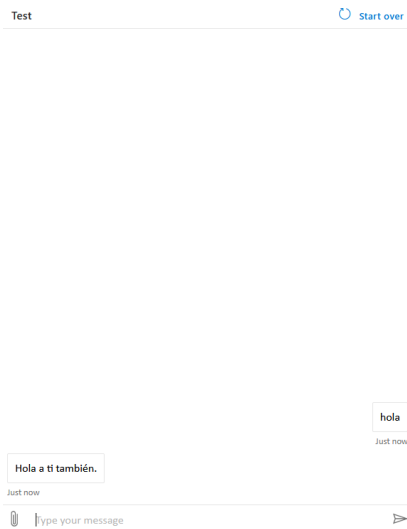 Test
Start over
hola
Just now
Hola a ti también.
Just now
Type your message